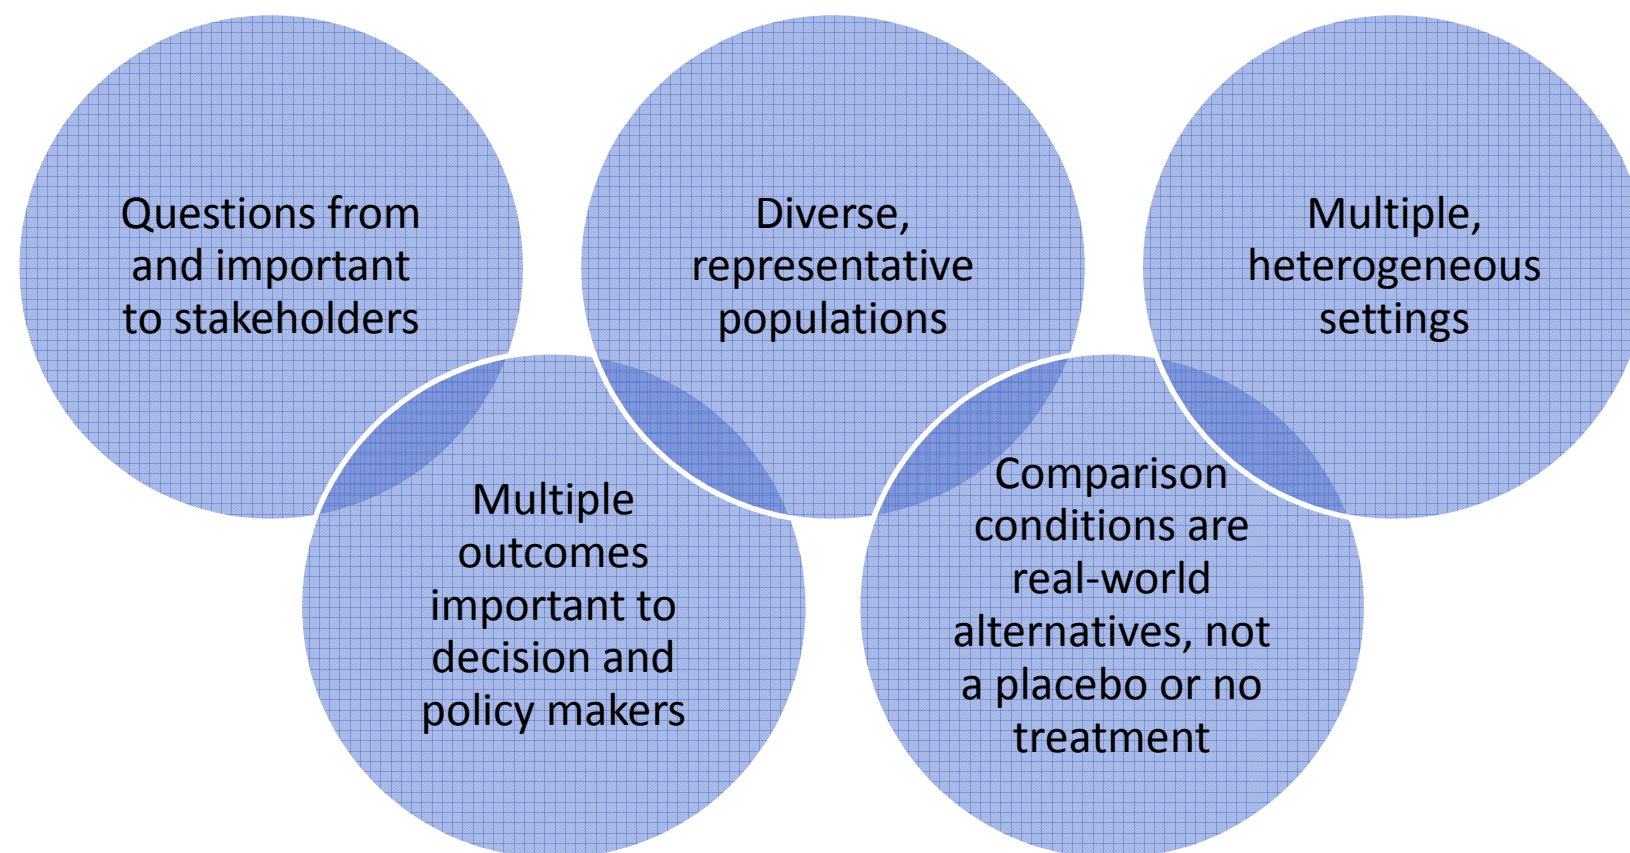 Questions from
and important
to stakeholders
Multiple
outcomes
important to
decision and
policy makers
Diverse,
representative
populations
Comparison
conditions are
real-world
alternatives, not
a placebo or no
treatment
Multiple,
heterogeneous
settings